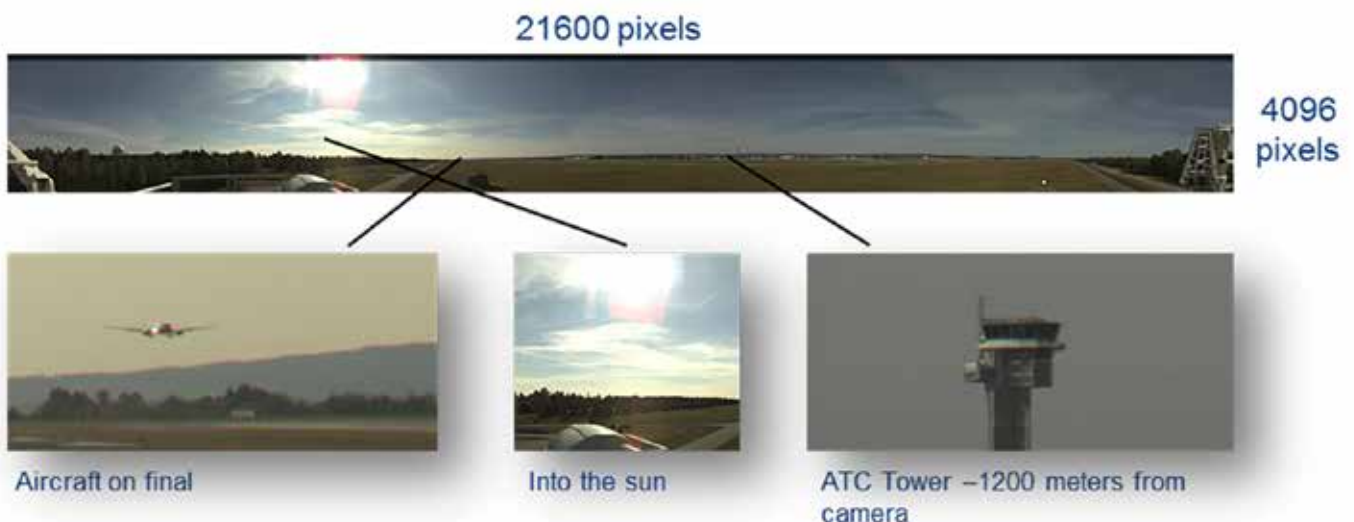 21600 pixels
4096
pixels
Aircraft on final
Into the sun
ATC Tower –1200 meters from
camera